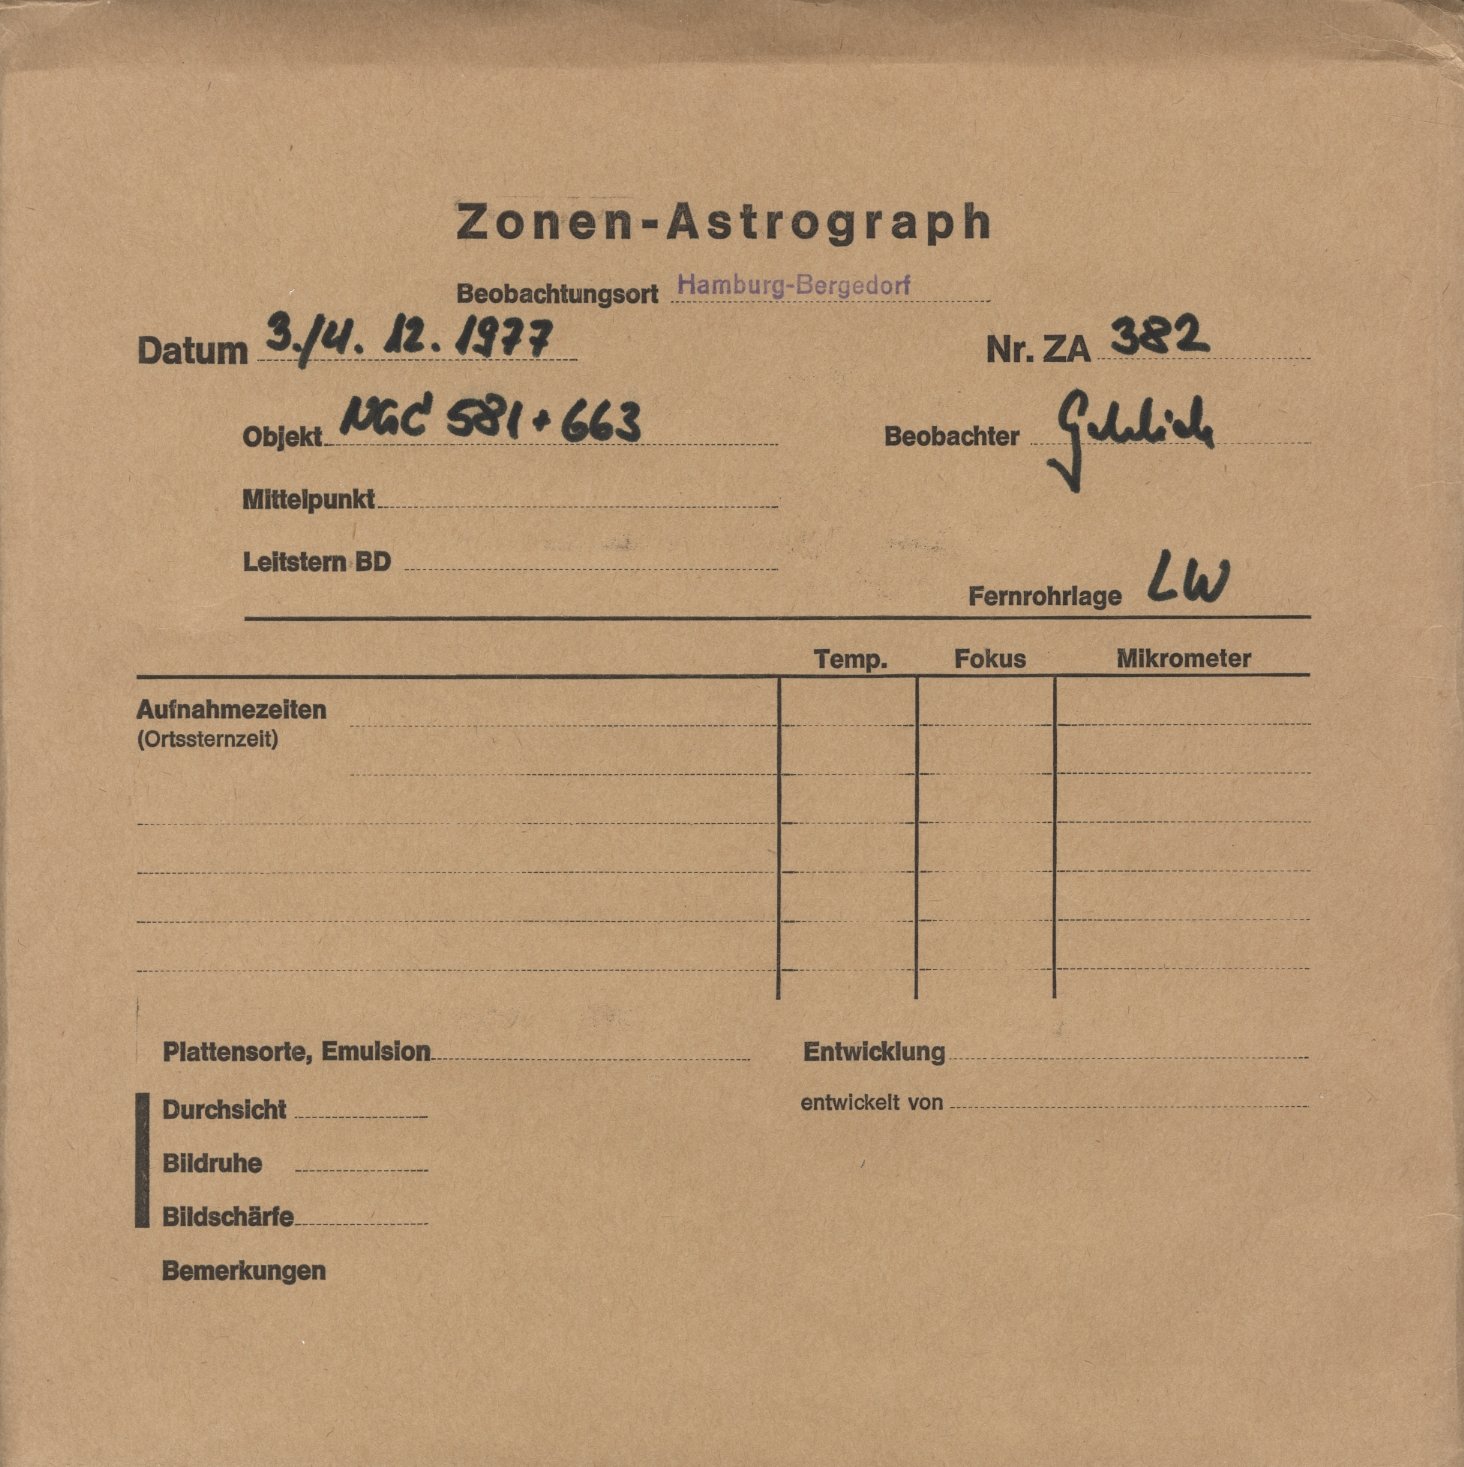 Zonen-Astrograph
Beobachtungsort Hamburg-Bergedorf
Datum 3./4. 12. 1977 Nr. ZA 382
Objekt NGC 581 + 663 Beobachter
Mittelpunkt
Leitstern BD
Fernrohrlage LW
Temp. Fokus Mikrometer
Aufnahmezeiten
(Ortssternzeit)
Plattensorte, Emulsion Entwicklung
Durchsicht entwickelt von
Bildruhe
Bildschärfe
Bemerkungen